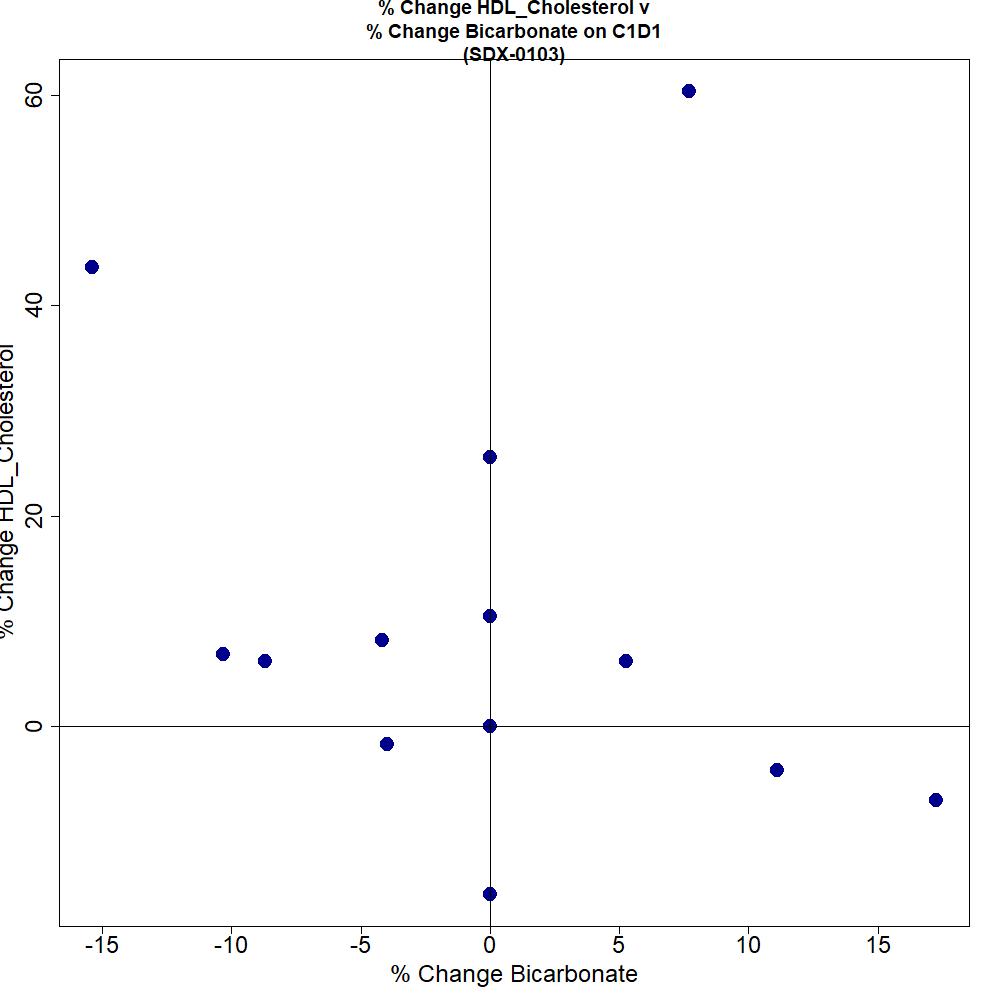 % Change HDL_Cholesterol v
% Change Bicarbonate on C1D1
(SDX-0103)
% Change HDL_Cholesterol
60
40
20
0
-15
-10
-5
0
5
10
15
% Change Bicarbonate